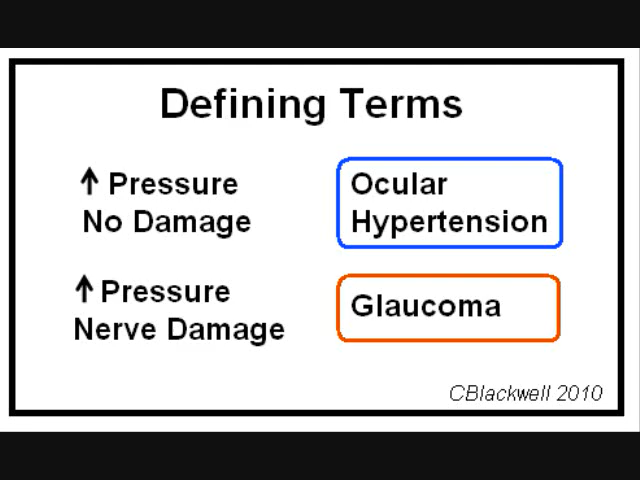 Defining Terms
↑ Pressure
No Damage
Ocular
Hypertension
↑ Pressure
Nerve Damage
Glaucoma
CBlackwell 2010